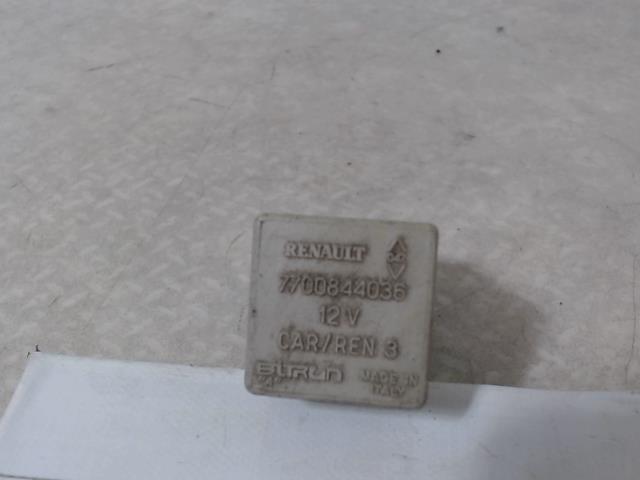 RENAULT
7700844036
12 V
CAR/REN 3
BITRON MADE IN
ITALY